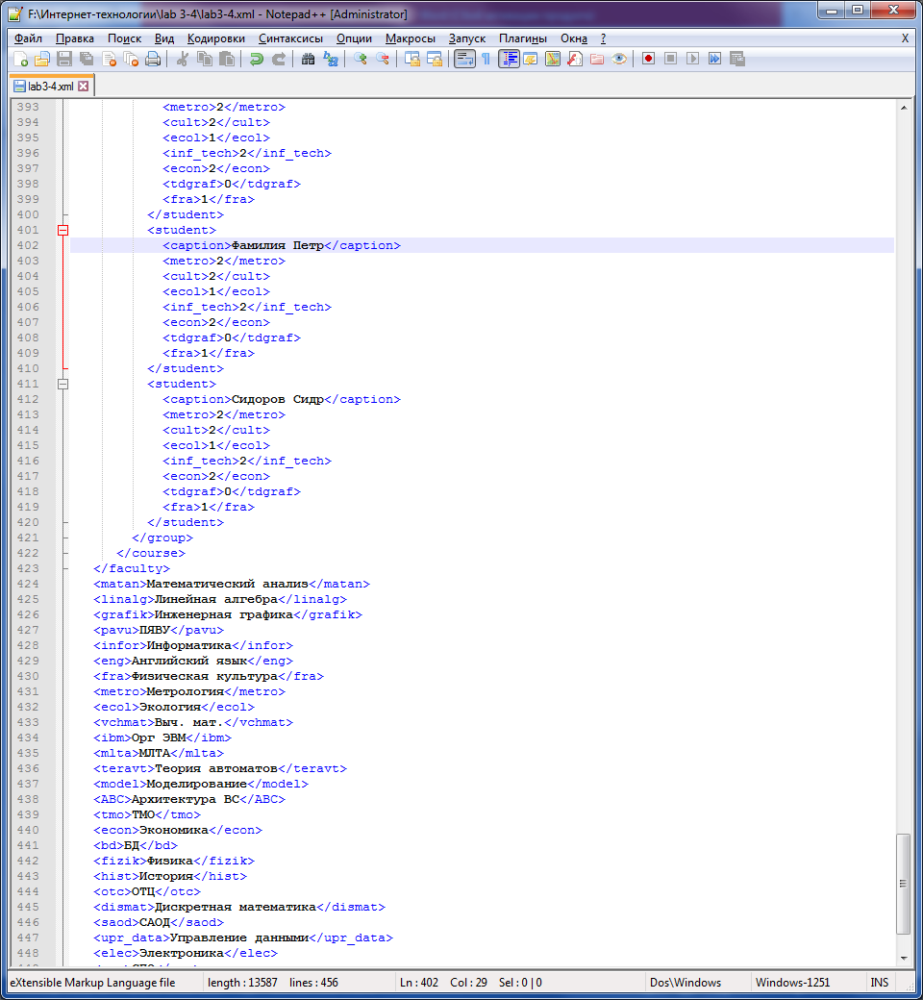 F:\Интернет-технологии\lab 3-4\lab3-4.xml - Notepad++ [Administrator]
Файл Правка Поиск Вид Кодировки Синтаксисы Опции Макросы Запуск Плагины Окна ? X
lab3-4.xml
393 <metro>2</metro>
394 <cult>2</cult>
395 <ecol>1</ecol>
396 <inf_tech>2</inf_tech>
397 <econ>2</econ>
398 <tdgraf>0</tdgraf>
399 <fra>1</fra>
400 </student>
401 <student>
402 <caption>Фамилия Петр</caption>
403 <metro>2</metro>
404 <cult>2</cult>
405 <ecol>1</ecol>
406 <inf_tech>2</inf_tech>
407 <econ>2</econ>
408 <tdgraf>0</tdgraf>
409 <fra>1</fra>
410 </student>
411 <student>
412 <caption>Сидоров Сидр</caption>
413 <metro>2</metro>
414 <cult>2</cult>
415 <ecol>1</ecol>
416 <inf_tech>2</inf_tech>
417 <econ>2</econ>
418 <tdgraf>0</tdgraf>
419 <fra>1</fra>
420 </student>
421 </group>
422 </course>
423 </faculty>
424 <matan>Математический анализ</matan>
425 <linalg>Линейная алгебра</linalg>
426 <grafik>Инженерная графика</grafik>
427 <pavu>ПЯВУ</pavu>
428 <infor>Информатика</infor>
429 <eng>Английский язык</eng>
430 <fra>Физическая культура</fra>
431 <metro>Метрология</metro>
432 <ecol>Экология</ecol>
433 <vchmat>Выч. мат.</vchmat>
434 <ibm>Орг ЭВМ</ibm>
435 <mlta>МЛТА</mlta>
436 <teravt>Теория автоматов</teravt>
437 <model>Моделирование</model>
438 <ABC>Архитектура ВС</ABC>
439 <tmo>ТМО</tmo>
440 <econ>Экономика</econ>
441 <bd>БД</bd>
442 <fizik>Физика</fizik>
443 <hist>История</hist>
444 <otc>ОТЦ</otc>
445 <dismat>Дискретная математика</dismat>
446 <saod>САОД</saod>
447 <upr_data>Управление данными</upr_data>
448 <elec>Электроника</elec>
eXtensible Markup Language file length : 13587 lines : 456 Ln : 402 Col : 29 Sel : 0 | 0 Dos\Windows Windows-1251 INS